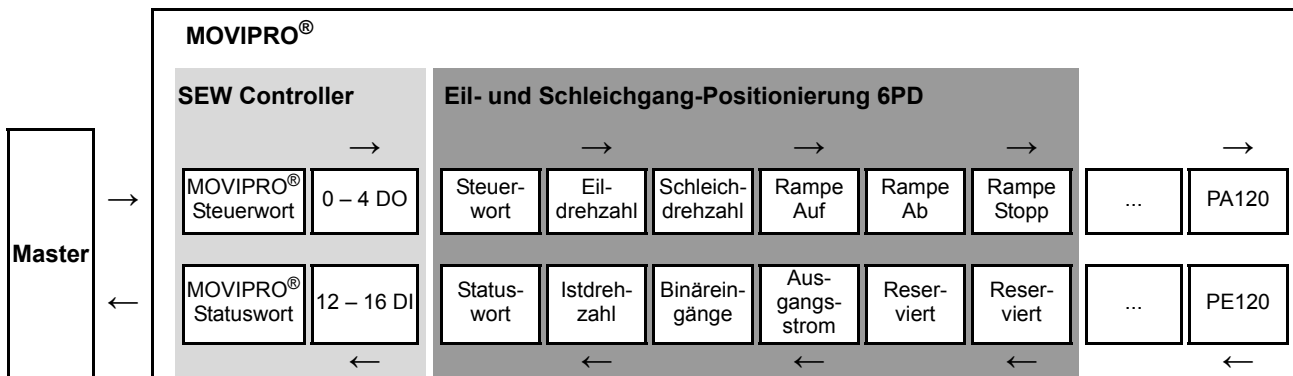 MOVIPRO®
SEW Controller
Eil- und Schleichgang-Positionierung 6PD
→ → → → →
→
MOVIPRO®
Steuerwort
0 – 4 DO
Steuer-
wort
Eil-
drehzahl
Schleich-
drehzahl
Rampe
Auf
Rampe
Ab
Rampe
Stopp
...
PA120
Master
←
MOVIPRO®
Statuswort
12 – 16 DI
Status-
wort
Istdreh-
zahl
Binärein-
gänge
Aus-
gangs-
strom
Reser-
viert
Reser-
viert
...
PE120
← ← ← ← ←